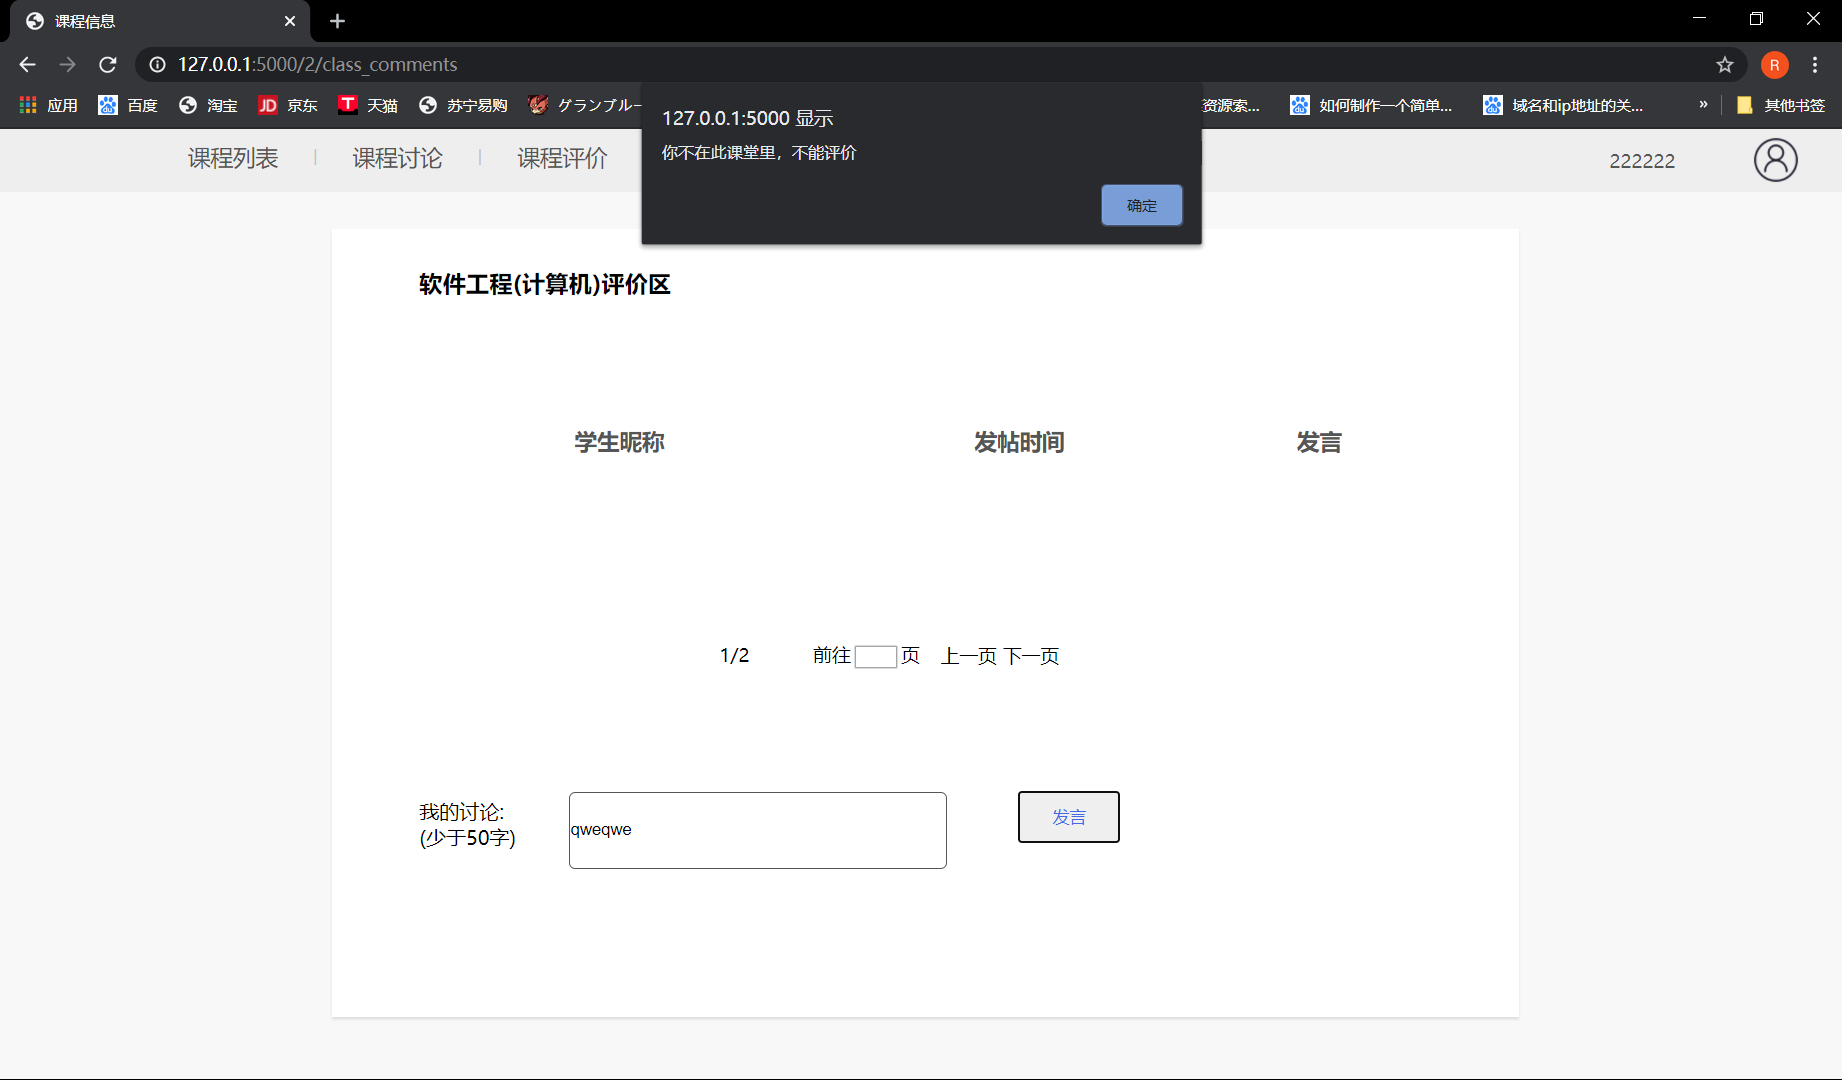 课程信息
127.0.0.1:5000/2/class_comments
R
应用 百度 淘宝 JD 京东 T 天猫 苏宁易购 グランブルー 资源索... 如何制作一个简单... 域名和ip地址的关... » 其他书签
127.0.0.1:5000 显示
你不在此课堂里，不能评价
确定
课程列表 | 课程讨论 | 课程评价
222222
软件工程(计算机)评价区
学生昵称 发帖时间 发言
1/2 前往 页 上一页 下一页
我的讨论:
(少于50字)
qweqwe
发言